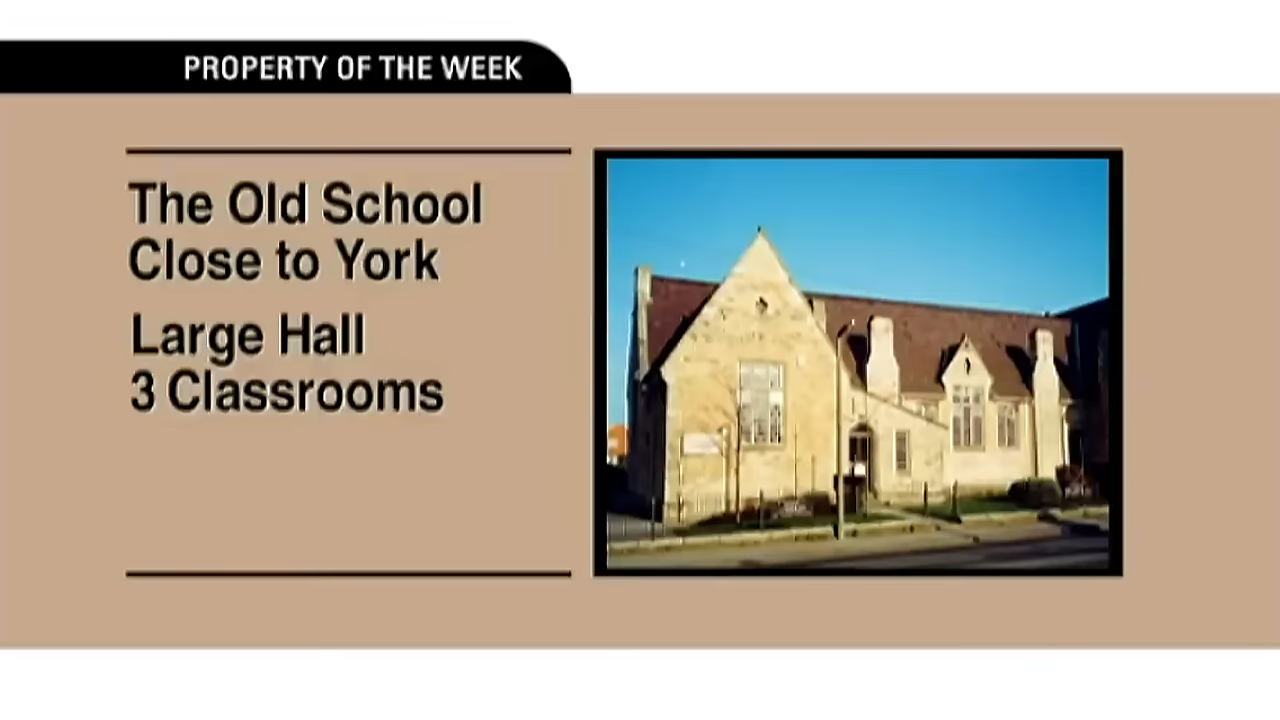 PROPERTY OF THE WEEK
The Old School
Close to York
Large Hall
3 Classrooms